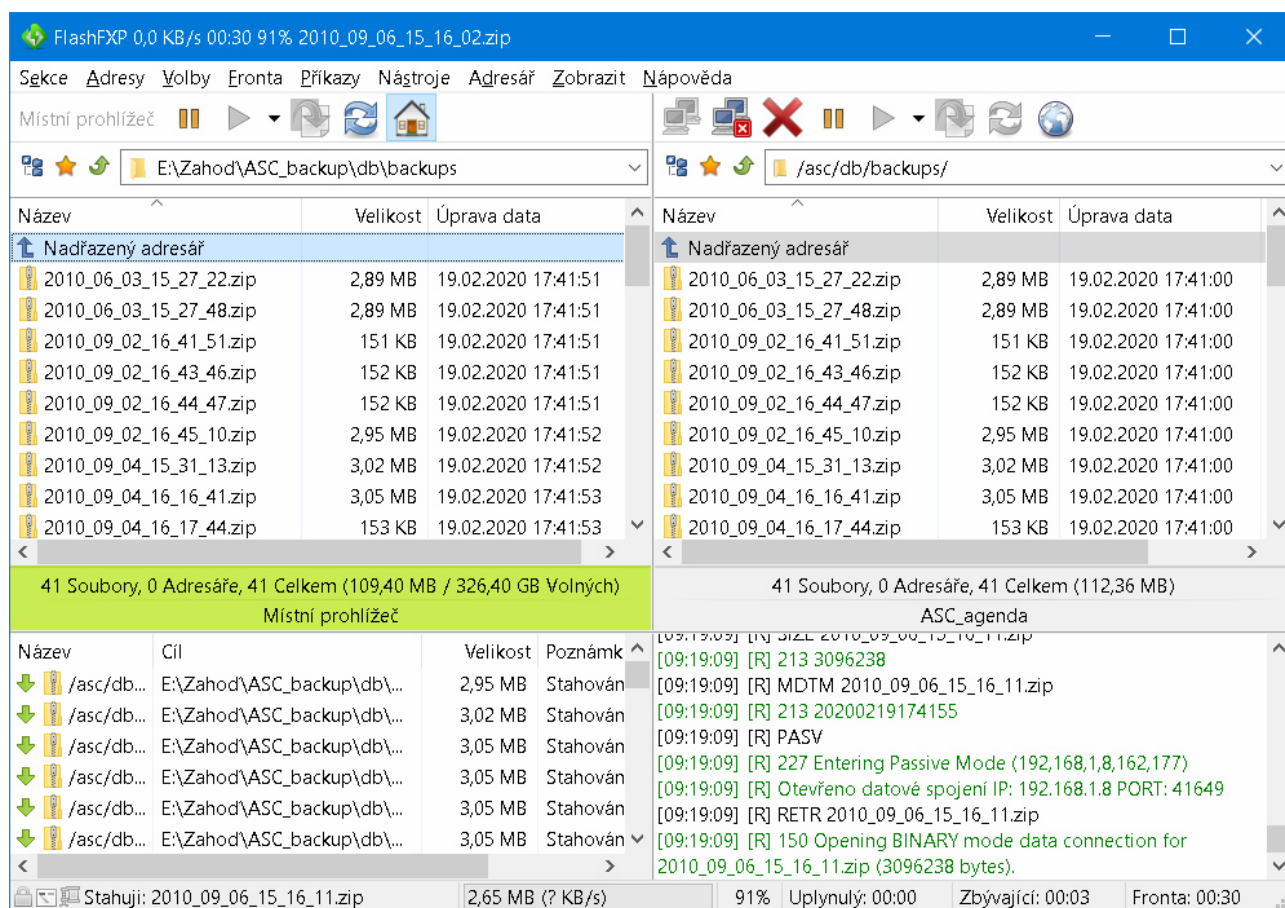 FlashFXP 0,0 KB/s 00:30 91% 2010_09_06_15_16_02.zip
Sekce Adresy Volby Fronta Příkazy Nástroje Adresář Zobrazit Nápověda
Místní prohlížeč
E:\Zahod\ASC_backup\db\backups
Název Velikost Úprava data
Nadřazený adresář
2010_06_03_15_27_22.zip 2,89 MB 19.02.2020 17:41:51
2010_06_03_15_27_48.zip 2,89 MB 19.02.2020 17:41:51
2010_09_02_16_41_51.zip 151 KB 19.02.2020 17:41:51
2010_09_02_16_43_46.zip 152 KB 19.02.2020 17:41:51
2010_09_02_16_44_47.zip 152 KB 19.02.2020 17:41:51
2010_09_02_16_45_10.zip 2,95 MB 19.02.2020 17:41:52
2010_09_04_15_31_13.zip 3,02 MB 19.02.2020 17:41:52
2010_09_04_16_16_41.zip 3,05 MB 19.02.2020 17:41:53
2010_09_04_16_17_44.zip 153 KB 19.02.2020 17:41:53
41 Soubory, 0 Adresáře, 41 Celkem (109,40 MB / 326,40 GB Volných)
Místní prohlížeč
/asc/db/backups/
Název Velikost Úprava data
Nadřazený adresář
2010_06_03_15_27_22.zip 2,89 MB 19.02.2020 17:41:00
2010_06_03_15_27_48.zip 2,89 MB 19.02.2020 17:41:00
2010_09_02_16_41_51.zip 151 KB 19.02.2020 17:41:00
2010_09_02_16_43_46.zip 152 KB 19.02.2020 17:41:00
2010_09_02_16_44_47.zip 152 KB 19.02.2020 17:41:00
2010_09_02_16_45_10.zip 2,95 MB 19.02.2020 17:41:00
2010_09_04_15_31_13.zip 3,02 MB 19.02.2020 17:41:00
2010_09_04_16_16_41.zip 3,05 MB 19.02.2020 17:41:00
2010_09_04_16_17_44.zip 153 KB 19.02.2020 17:41:00
41 Soubory, 0 Adresáře, 41 Celkem (112,36 MB)
ASC_agenda
Název Cíl Velikost Poznámk
/asc/db... E:\Zahod\ASC_backup\db\... 2,95 MB Stahován
/asc/db... E:\Zahod\ASC_backup\db\... 3,02 MB Stahován
/asc/db... E:\Zahod\ASC_backup\db\... 3,05 MB Stahován
/asc/db... E:\Zahod\ASC_backup\db\... 3,05 MB Stahován
/asc/db... E:\Zahod\ASC_backup\db\... 3,05 MB Stahován
/asc/db... E:\Zahod\ASC_backup\db\... 3,05 MB Stahován
[09:19:09] [R] SIZE 2010_09_06_15_16_11.zip
[09:19:09] [R] 213 3096238
[09:19:09] [R] MDTM 2010_09_06_15_16_11.zip
[09:19:09] [R] 213 20200219174155
[09:19:09] [R] PASV
[09:19:09] [R] 227 Entering Passive Mode (192,168,1,8,162,177)
[09:19:09] [R] Otevřeno datové spojení IP: 192.168.1.8 PORT: 41649
[09:19:09] [R] RETR 2010_09_06_15_16_11.zip
[09:19:09] [R] 150 Opening BINARY mode data connection for
2010_09_06_15_16_11.zip (3096238 bytes).
Stahuji: 2010_09_06_15_16_11.zip 2,65 MB (? KB/s) 91% Uplynulý: 00:00 Zbývající: 00:03 Fronta: 00:30